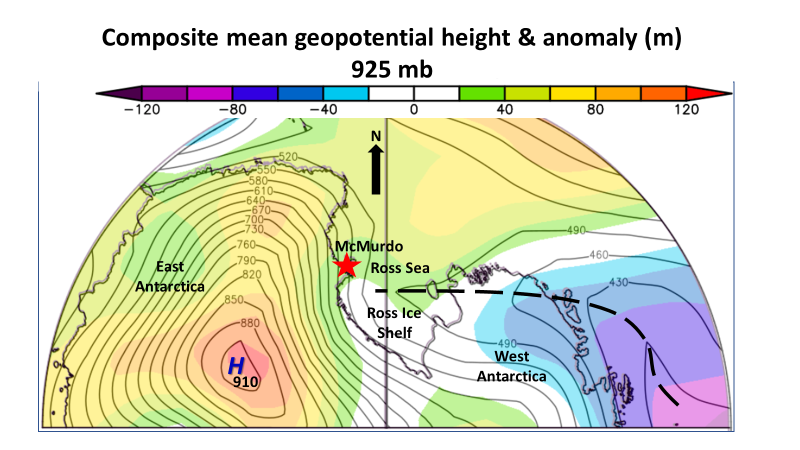 Composite mean geopotential height & anomaly (m)
925 mb
−120 −80 −40 0 40 80 120
N
520
550
580
610
640
670
700
730
760
790
820
850
880
H
910
McMurdo
Ross Sea
East
Antarctica
Ross Ice
Shelf
490
460
430
490
West
Antarctica